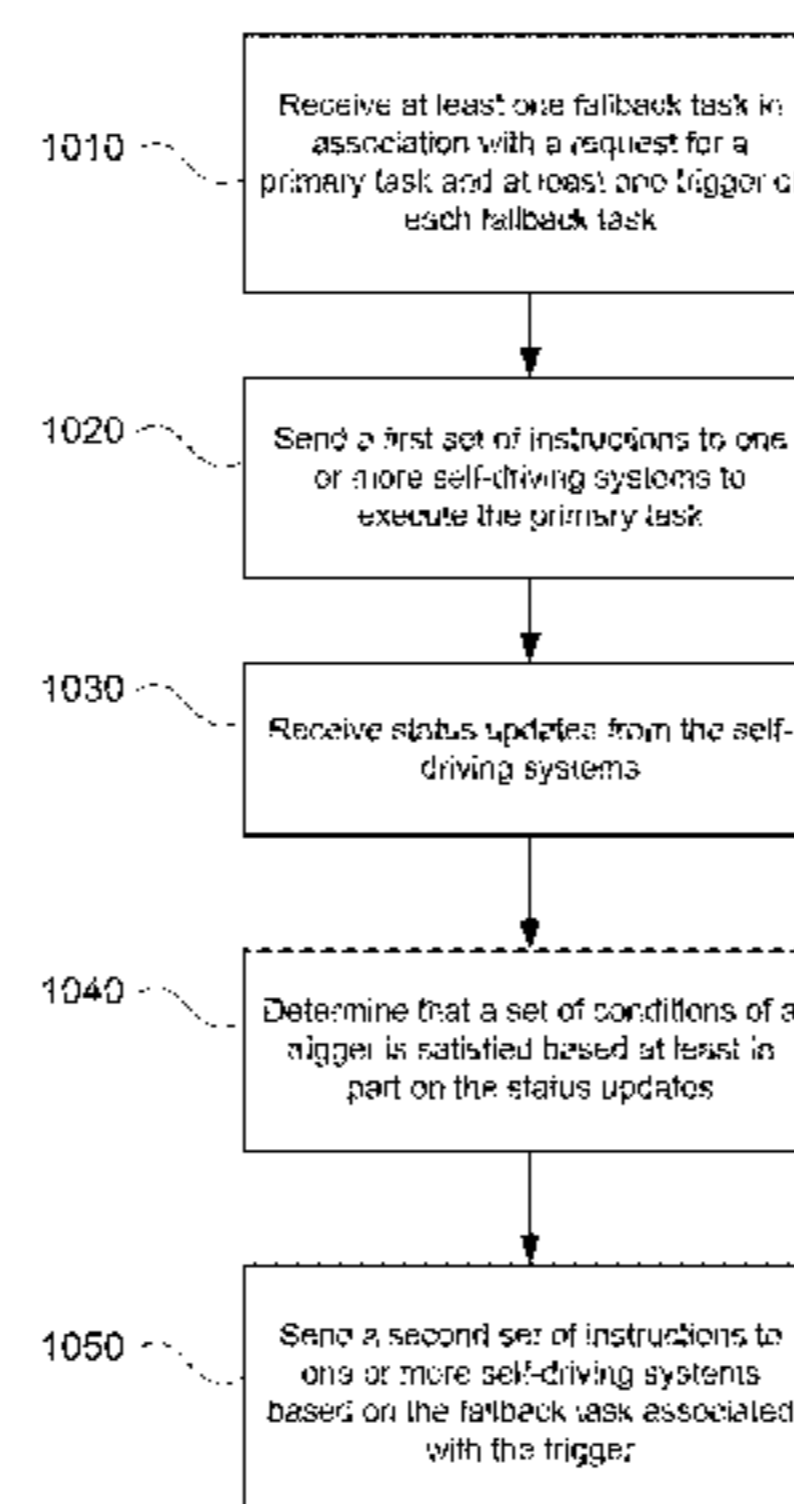 1010
Receive at least one fallback task in
association with a request for a
primary task and at least one trigger of
each fallback task
1020
Send a first set of instructions to one
or more self-driving systems to
execute the primary task
1030
Receive status updates from the self-
driving systems
1040
Determine that a set of conditions of a
trigger is satisfied based at least in
part on the status updates
1050
Send a second set of instructions to
one or more self-driving systems
based on the fallback task associated
with the trigger